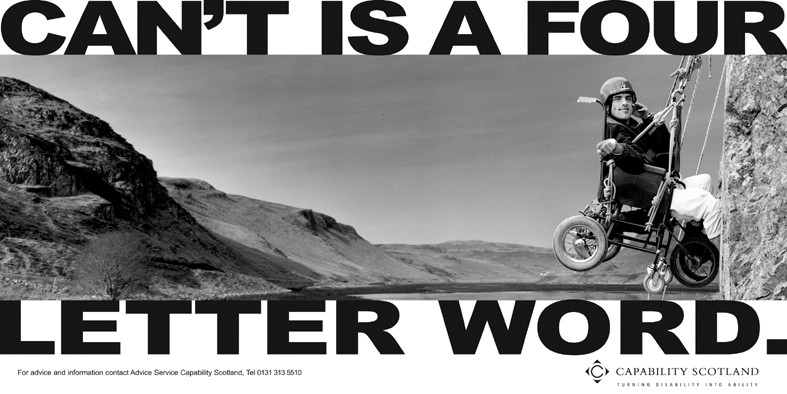 CAN'T IS A FOUR
LETTER WORD.
For advice and information contact Advice Service Capability Scotland, Tel 0131 313 5510
CAPABILITY SCOTLAND
TURNING DISABILITY INTO ABILITY